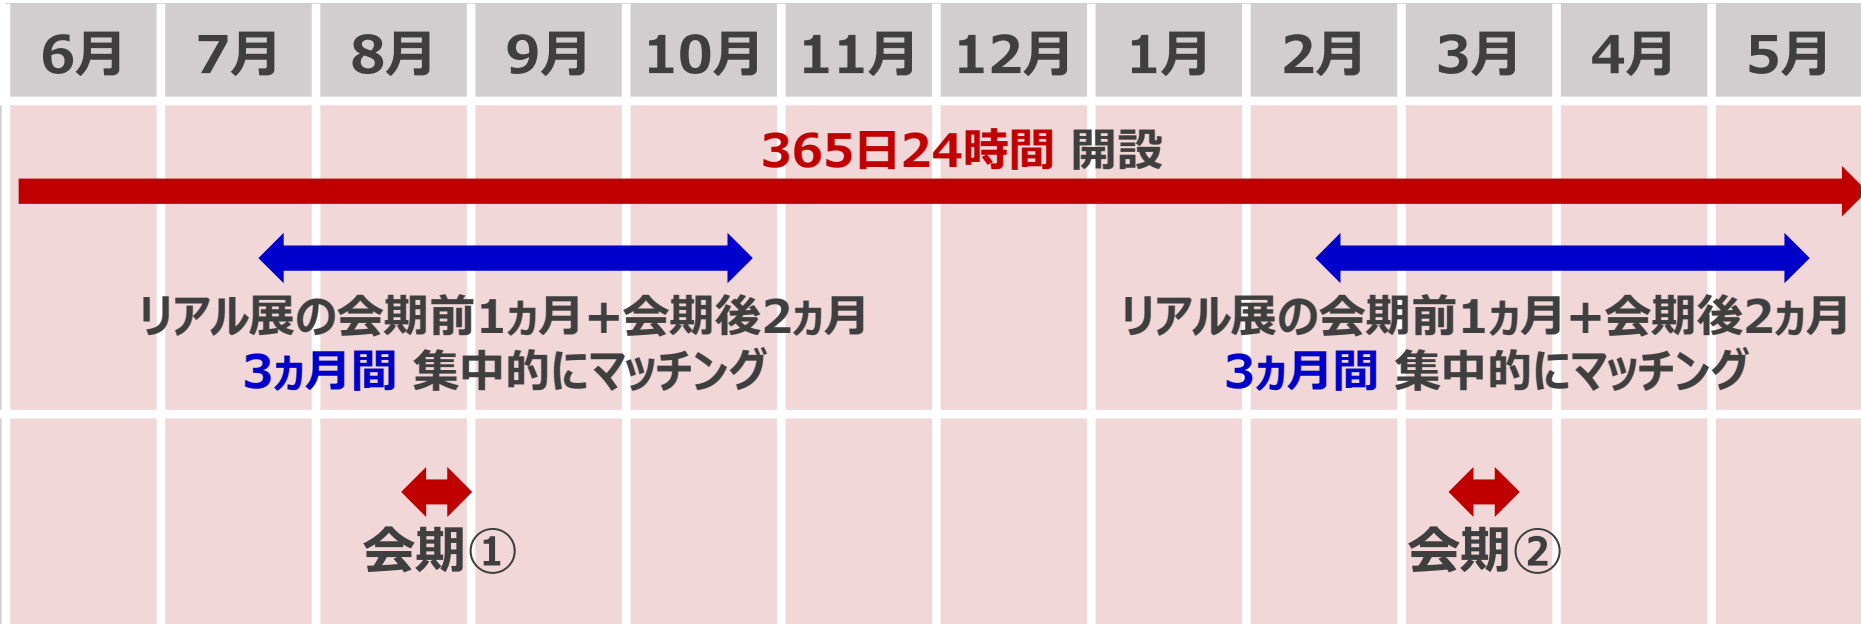 6月 7月 8月 9月 10月 11月 12月 1月 2月 3月 4月 5月
365日24時間 開設
リアル展の会期前1ヵ月+会期後2ヵ月
3ヵ月間 集中的にマッチング
リアル展の会期前1ヵ月+会期後2ヵ月
3ヵ月間 集中的にマッチング
会期①
会期②